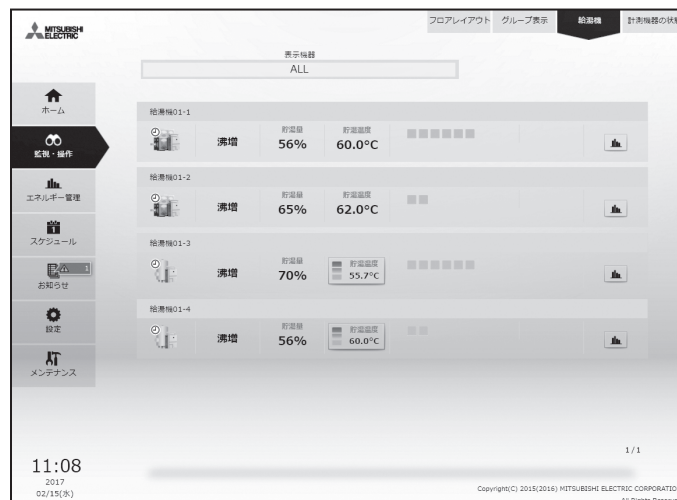 MITSUBISHI
ELECTRIC
フロアレイアウト グループ表示 給湯機 計測機器の状
表示機器
ALL
ホーム
監視・操作
エネルギー管理
スケジュール
お知らせ
設定
メンテナンス
給湯機01-1
沸増
貯湯量
56%
貯湯温度
60.0°C
給湯機01-2
沸増
貯湯量
65%
貯湯温度
62.0°C
給湯機01-3
沸増
貯湯量
70%
貯湯温度
55.7°C
給湯機01-4
沸増
貯湯量
56%
貯湯温度
60.0°C
1/1
11:08
2017
02/15(水)
Copyright(C) 2015(2016) MITSUBISHI ELECTRIC CORPORATIO